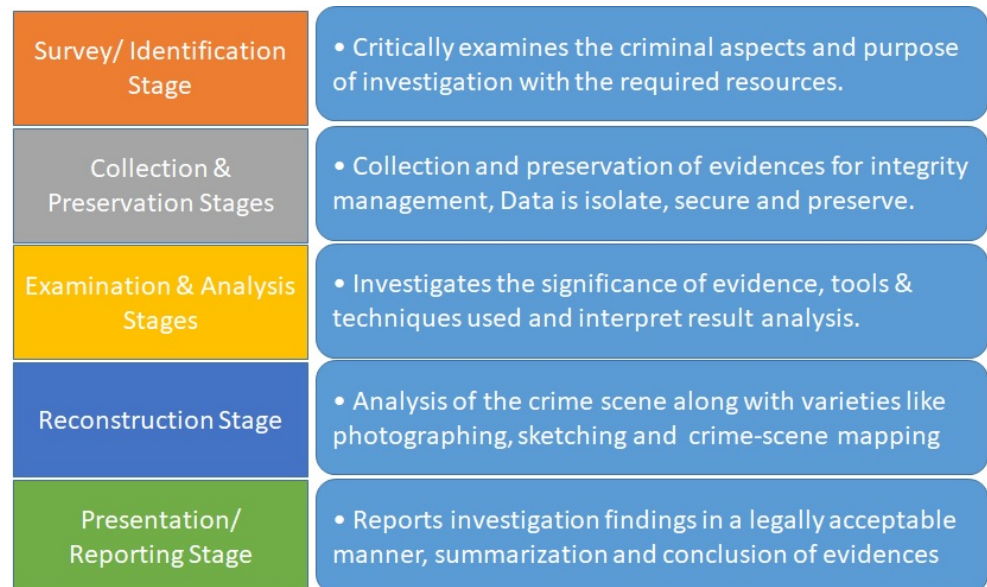 Survey/ Identification
Stage
• Critically examines the criminal aspects and purpose
of investigation with the required resources.
Collection &
Preservation Stages
• Collection and preservation of evidences for integrity
management, Data is isolate, secure and preserve.
Examination & Analysis
Stages
• Investigates the significance of evidence, tools &
techniques used and interpret result analysis.
Reconstruction Stage
• Analysis of the crime scene along with varieties like
photographing, sketching and crime-scene mapping
Presentation/
Reporting Stage
• Reports investigation findings in a legally acceptable
manner, summarization and conclusion of evidences